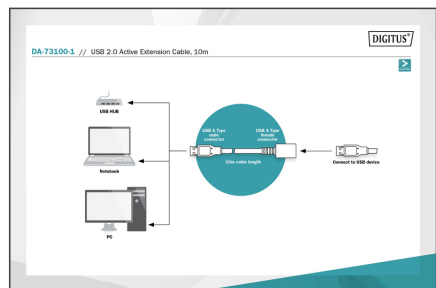 DIGITUS®
DA-73100-1 // USB 2.0 Active Extension Cable, 10m
USB HUB
USB A Type
male
connector
USB A Type
female
connector
10m cable length
Notebook
Connect to USB device
PC